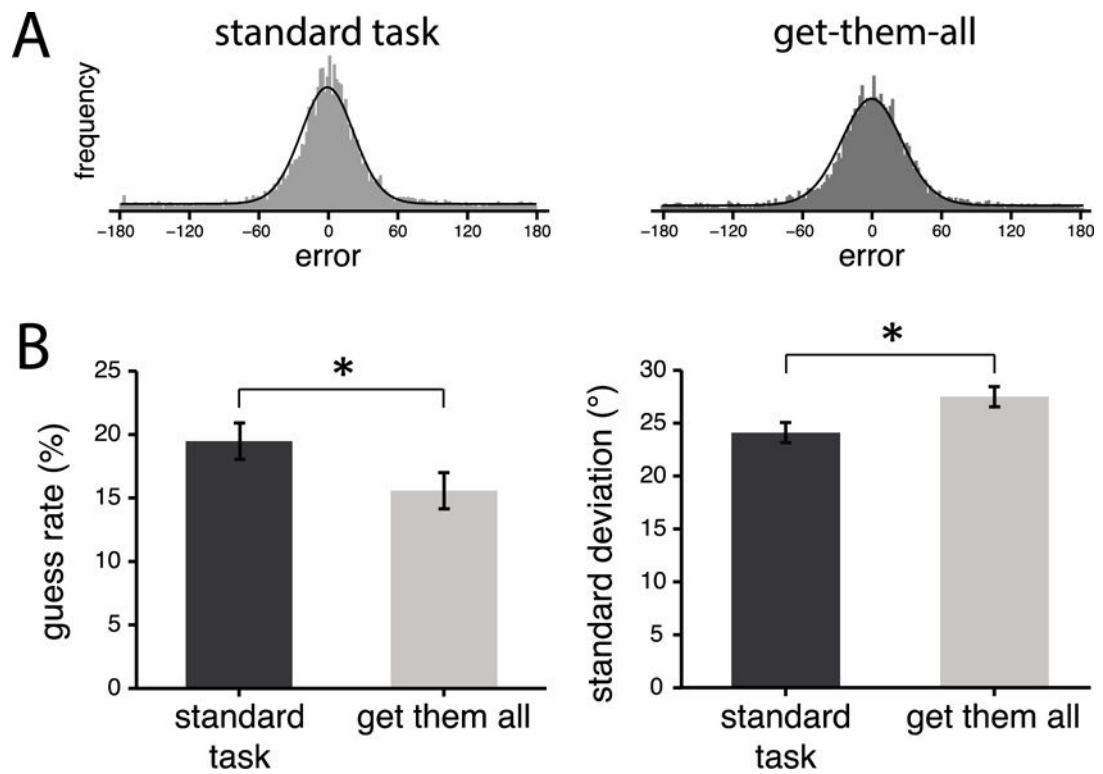 A
standard task
get-them-all
frequency
−180 −120 −60 0 60 120 180
error
−180 −120 −60 0 60 120 180
error
B
*
25
20
15
10
5
0
guess rate (%)
standard
task
get them all
*
30
25
20
15
10
5
0
standard deviation (°)
standard
task
get them all